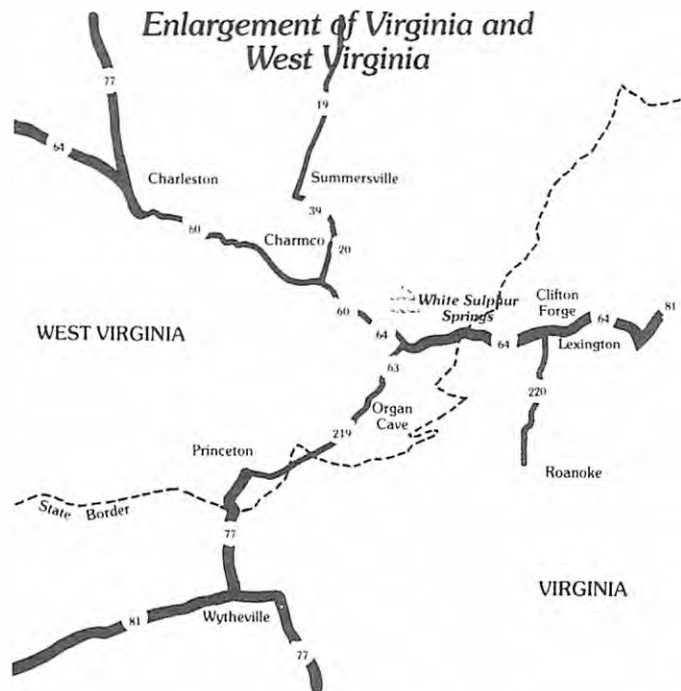 Enlargement of Virginia and
West Virginia
77
19
64
Charleston
Summersville
39
60
Charmco
20
White Sulphur
Springs
Clifton
Forge
81
60
64
64
64
WEST VIRGINIA
Lexington
63
220
Organ
Cave
219
Princeton
Roanoke
State Border
77
VIRGINIA
81
Wytheville
77